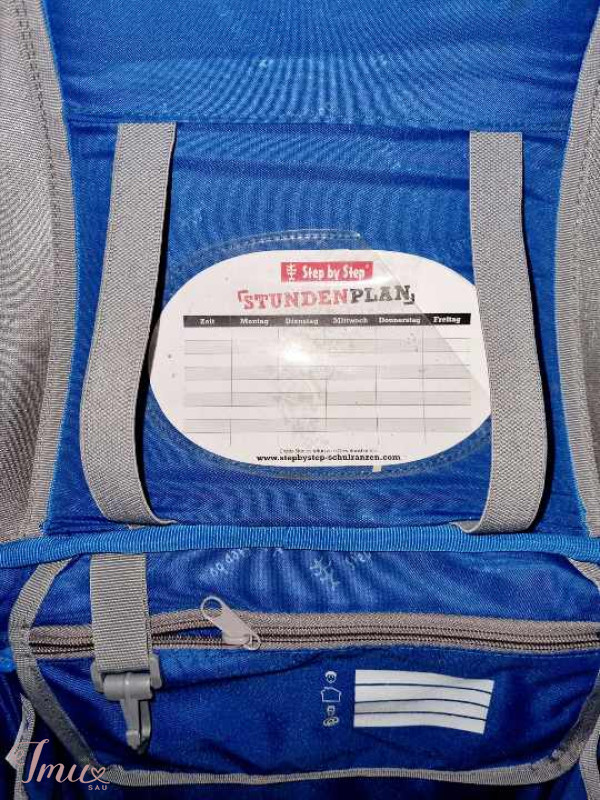 Step by Step
STUNDENPLAN
Zeit Montag Dienstag Mittwoch Donnerstag Freitag
www.stepbystep-schulranzen.com
Imu
SAU